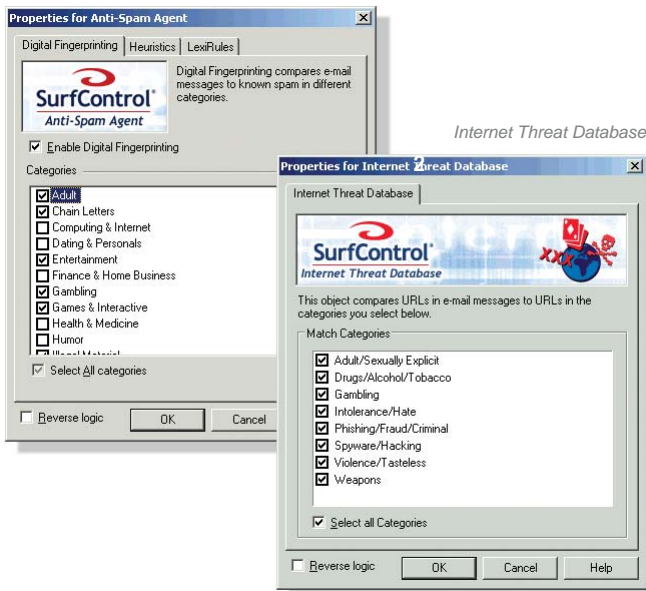 Properties for Anti-Spam Agent
Digital Fingerprinting
Heuristics
LexiRules
SurfControl
Anti-Spam Agent
Digital Fingerprinting compares e-mail
messages to known spam in different
categories.
Enable Digital Fingerprinting
Categories
Adult
Chain Letters
Computing & Internet
Dating & Personals
Entertainment
Finance & Home Business
Gambling
Games & Interactive
Health & Medicine
Humor
Illegal Material
Select All categories
Reverse logic
OK
Cancel
Internet Threat Database
Properties for Internet Threat Database
2
Internet Threat Database
SurfControl
Internet Threat Database
XXX
This object compares URLs in e-mail messages to URLs in the
categories you select below.
Match Categories
Adult/Sexually Explicit
Drugs/Alcohol/Tobacco
Gambling
Intolerance/Hate
Phishing/Fraud/Criminal
Spyware/Hacking
Violence/Tasteless
Weapons
Select all Categories
Reverse logic
OK
Cancel
Help